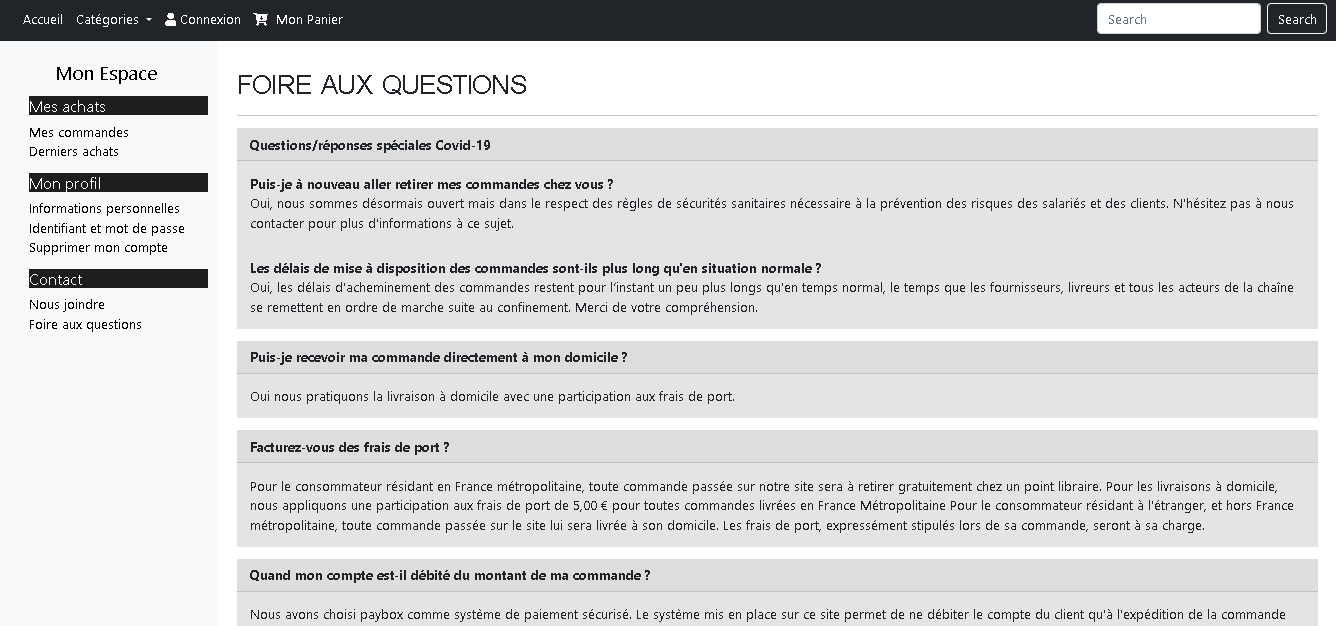 Accueil Catégories Connexion Mon Panier Search Search
Mon Espace
Mes achats
Mes commandes
Derniers achats
Mon profil
Informations personnelles
Identifiant et mot de passe
Supprimer mon compte
Contact
Nous joindre
Foire aux questions
FOIRE AUX QUESTIONS
Questions/réponses spéciales Covid-19
Puis-je à nouveau aller retirer mes commandes chez vous ?
Oui, nous sommes désormais ouvert mais dans le respect des règles de sécurités sanitaires nécessaire à la prévention des risques des salariés et des clients. N'hésitez pas à nous
contacter pour plus d'informations à ce sujet.
Les délais de mise à disposition des commandes sont-ils plus long qu'en situation normale ?
Oui, les délais d'acheminement des commandes restent pour l'instant un peu plus longs qu'en temps normal, le temps que les fournisseurs, livreurs et tous les acteurs de la chaîne
se remettent en ordre de marche suite au confinement. Merci de votre compréhension.
Puis-je recevoir ma commande directement à mon domicile ?
Oui nous pratiquons la livraison à domicile avec une participation aux frais de port.
Facturez-vous des frais de port ?
Pour le consommateur résidant en France métropolitaine, toute commande passée sur notre site sera à retirer gratuitement chez un point libraire. Pour les livraisons à domicile,
nous appliquons une participation aux frais de port de 5,00 € pour toutes commandes livrées en France Métropolitaine Pour le consommateur résidant à l'étranger, et hors France
métropolitaine, toute commande passée sur le site lui sera livrée à son domicile. Les frais de port, expressément stipulés lors de sa commande, seront à sa charge.
Quand mon compte est-il débité du montant de ma commande ?
Nous avons choisi paybox comme système de paiement sécurisé. Le système mis en place sur ce site permet de ne débiter le compte du client qu'à l'expédition de la commande